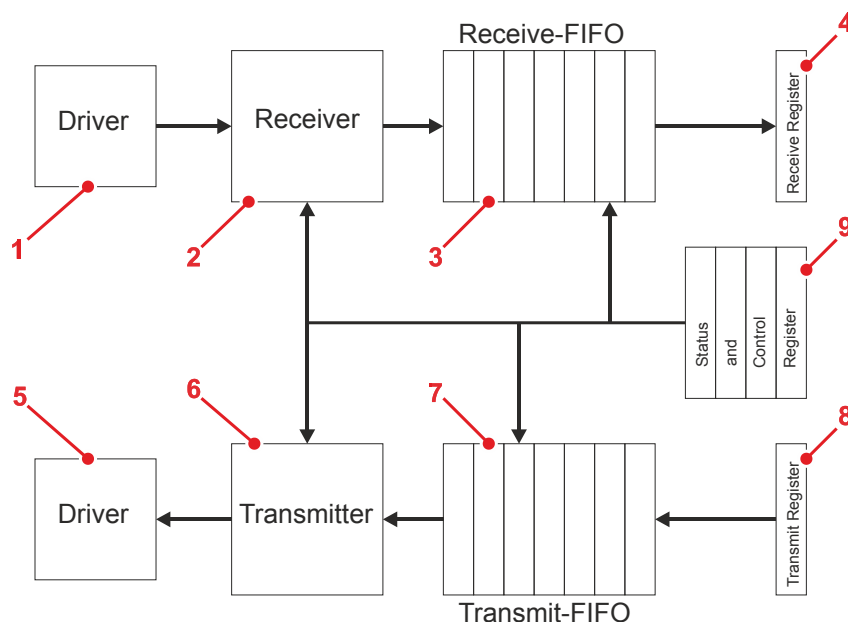 Receive-FIFO
4
Driver
Receiver
Receive Register
1
2
3
9
Status
and
Control
Register
5
6
7
8
Driver
Transmitter
Transmit Register
Transmit-FIFO